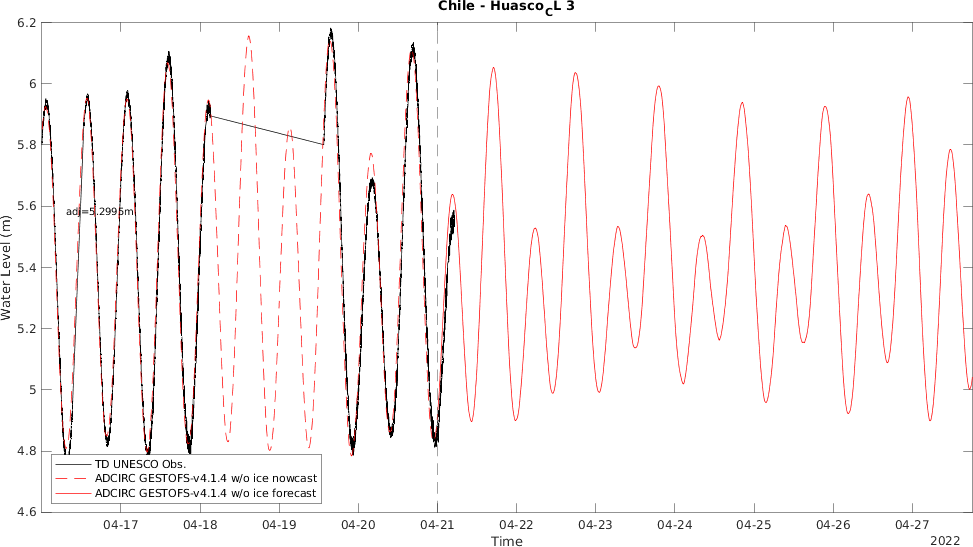 Chile - Huasco_CL 3
6.2
6
5.8
5.6
5.4
5.2
5
4.8
4.6
Water Level (m)
adj=5.2995m
TD UNESCO Obs.
ADCIRC GESTOFS-v4.1.4 w/o ice nowcast
ADCIRC GESTOFS-v4.1.4 w/o ice forecast
04-17 04-18 04-19 04-20 04-21 04-22 04-23 04-24 04-25 04-26 04-27
Time
2022